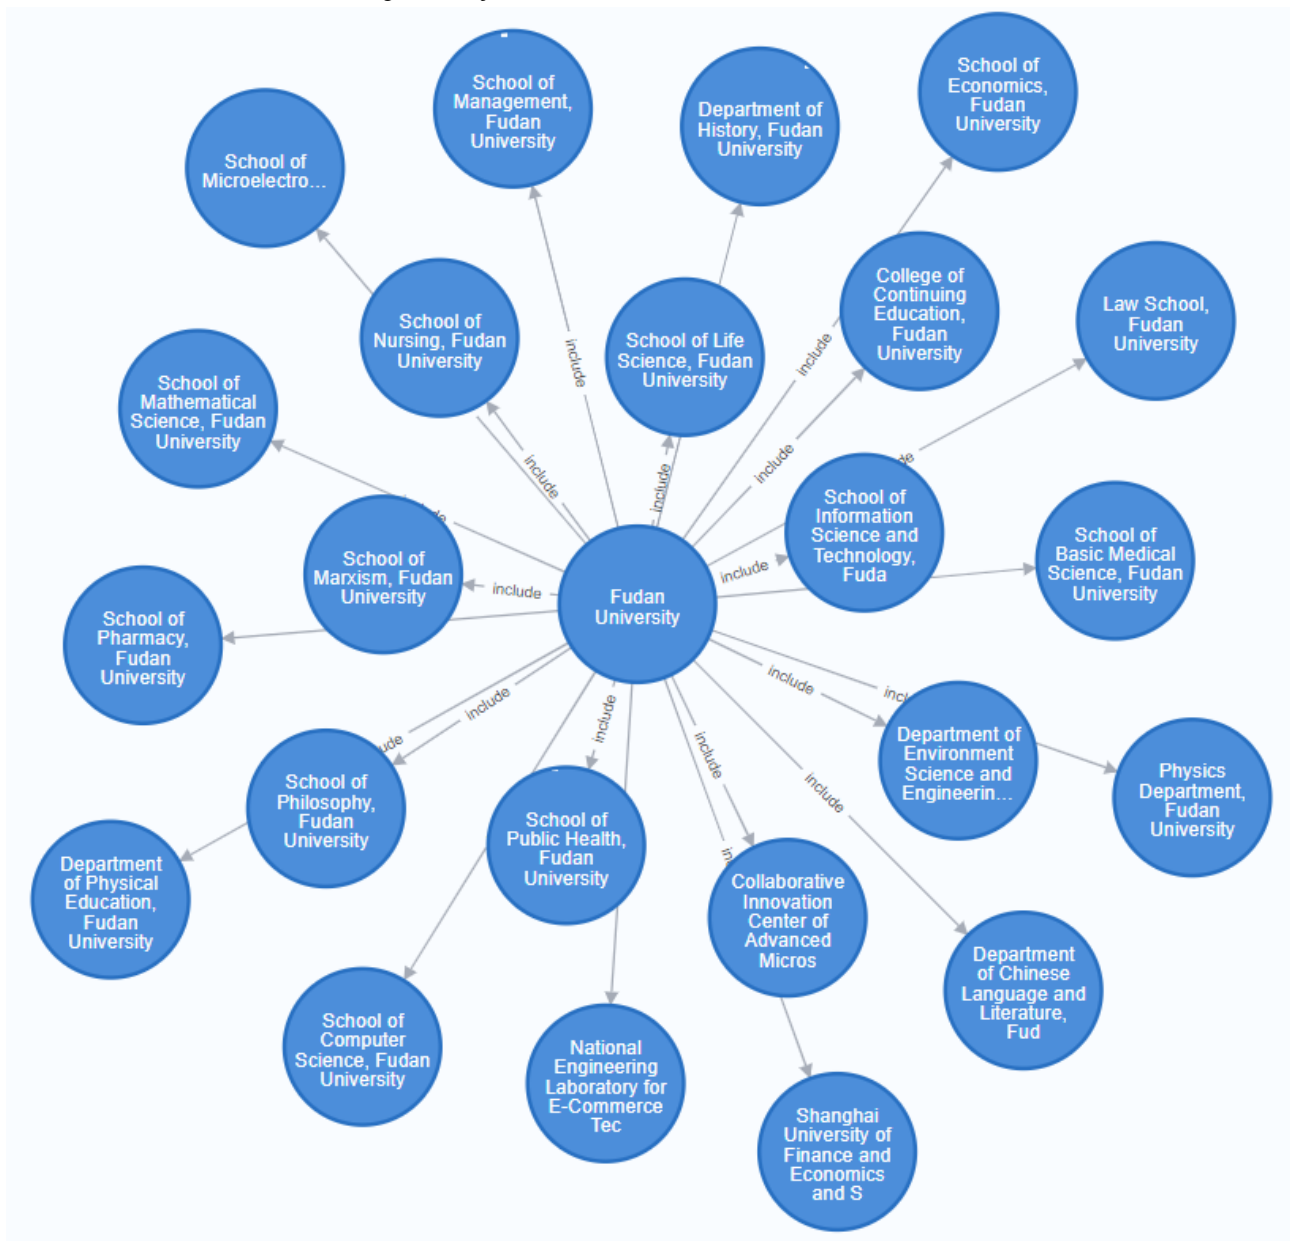 School of
Management,
Fudan
University
School of
Economics,
Fudan
University
Department of
History, Fudan
University
School of
Microelectro...
College of
Continuing
Education,
Fudan
University
Law School,
Fudan
University
School of
Nursing, Fudan
University
School of Life
Science, Fudan
University
include
include
School of
Mathematical
Science, Fudan
University
include
include
include
de
School of
Information
Science and
Technology,
Fuda
School of
Basic Medical
Science, Fudan
University
de
School of
Marxism, Fudan
University
include
include
Fudan
University
School of
Pharmacy,
Fudan
University
include
include
incl
include
include
ude
include
Department of
Environment
Science and
Engineerin...
Physics
Department,
Fudan
University
School of
Philosophy,
Fudan
University
include
School of
Public Health,
Fudan
University
in
Department
of Physical
Education,
Fudan
University
Collaborative
Innovation
Center of
Advanced
Micros
Department
of Chinese
Language and
Literature,
Fud
School of
Computer
Science, Fudan
University
National
Engineering
Laboratory for
E-Commerce
Tec
Shanghai
University of
Finance and
Economics
and S